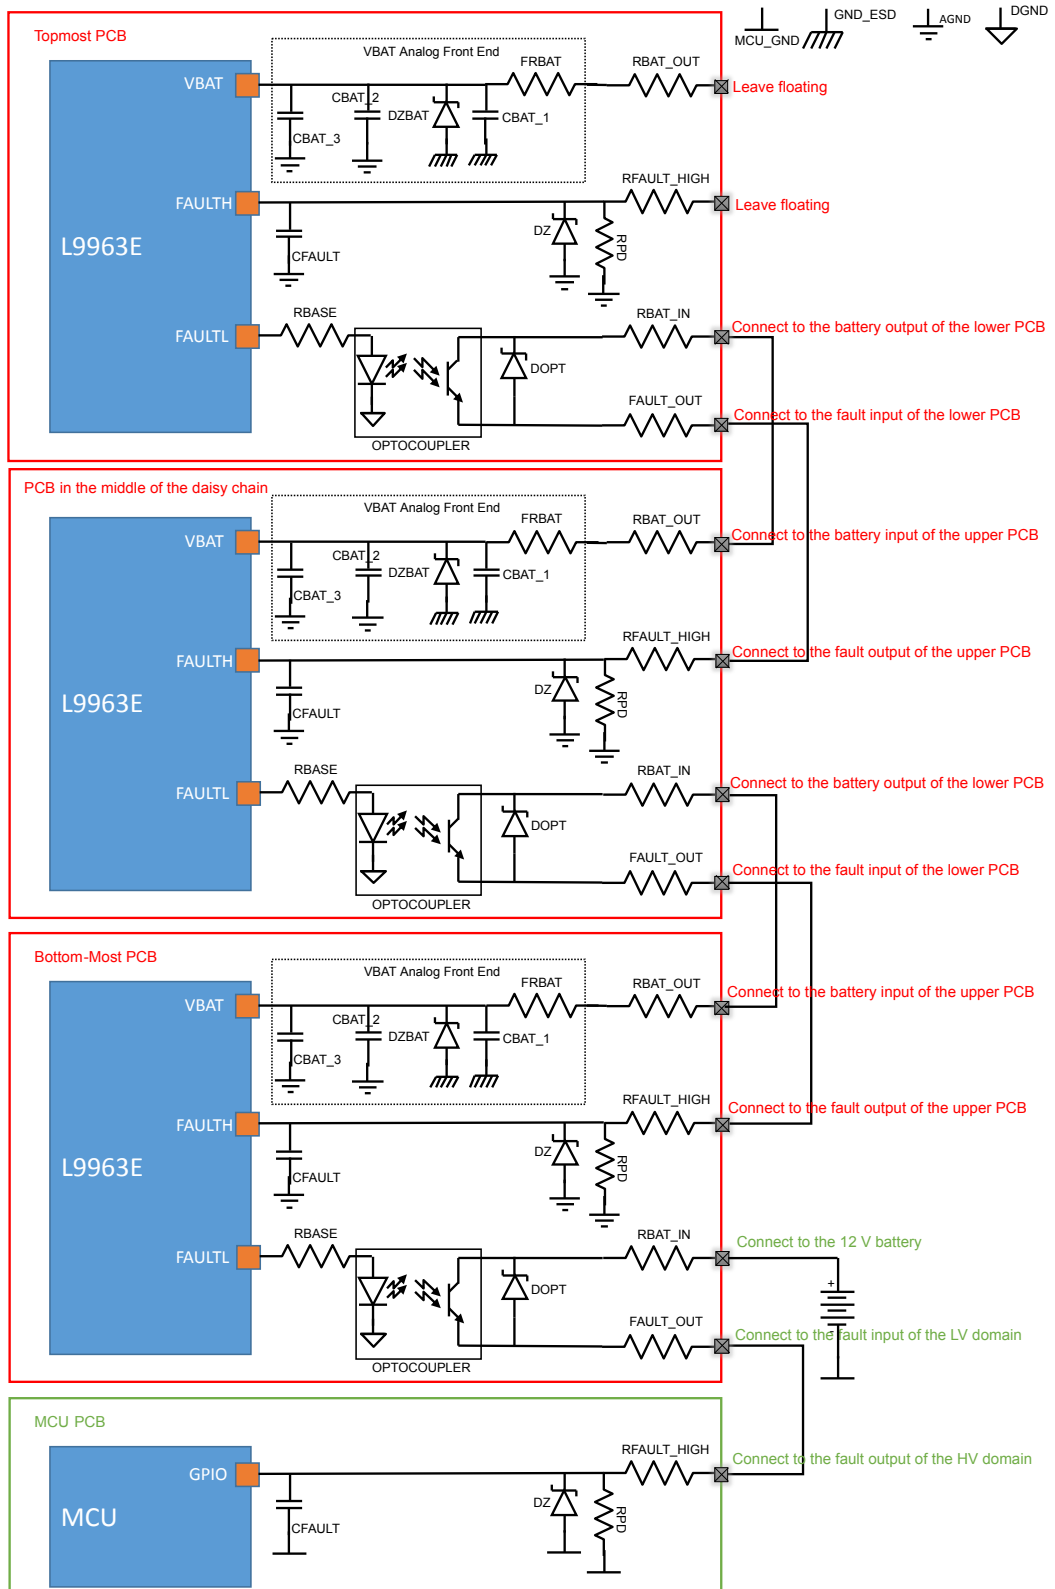 Topmost PCB
MCU_GND
GND_ESD
AGND
DGND
VBAT Analog Front End
VBAT
FRBAT
RBAT_OUT
Leave floating
CBAT_2
DZBAT
CBAT_1
CBAT_3
FAULTH
RFAULT_HIGH
Leave floating
L9963E
DZ
RPD
CFAULT
RBASE
RBAT_IN
Connect to the battery output of the lower PCB
FAULTL
DOPT
FAULT_OUT
Connect to the fault input of the lower PCB
OPTOCOUPLER
PCB in the middle of the daisy chain
VBAT Analog Front End
VBAT
FRBAT
RBAT_OUT
Connect to the battery input of the upper PCB
CBAT_2
DZBAT
CBAT_1
CBAT_3
RFAULT_HIGH
FAULTH
Connect to the fault output of the upper PCB
L9963E
DZ
RPD
CFAULT
RBASE
RBAT_IN
Connect to the battery output of the lower PCB
FAULTL
DOPT
FAULT_OUT
Connect to the fault input of the lower PCB
OPTOCOUPLER
Bottom-Most PCB
VBAT Analog Front End
FRBAT
RBAT_OUT
Connect to the battery input of the upper PCB
VBAT
CBAT_2
DZBAT
CBAT_1
CBAT_3
RFAULT_HIGH
Connect to the fault output of the upper PCB
FAULTH
L9963E
DZ
RPD
CFAULT
RBASE
RBAT_IN
Connect to the 12 V battery
FAULTL
DOPT
+
-
FAULT_OUT
Connect to the fault input of the LV domain
OPTOCOUPLER
MCU PCB
RFAULT_HIGH
Connect to the fault output of the HV domain
GPIO
MCU
DZ
RPD
CFAULT